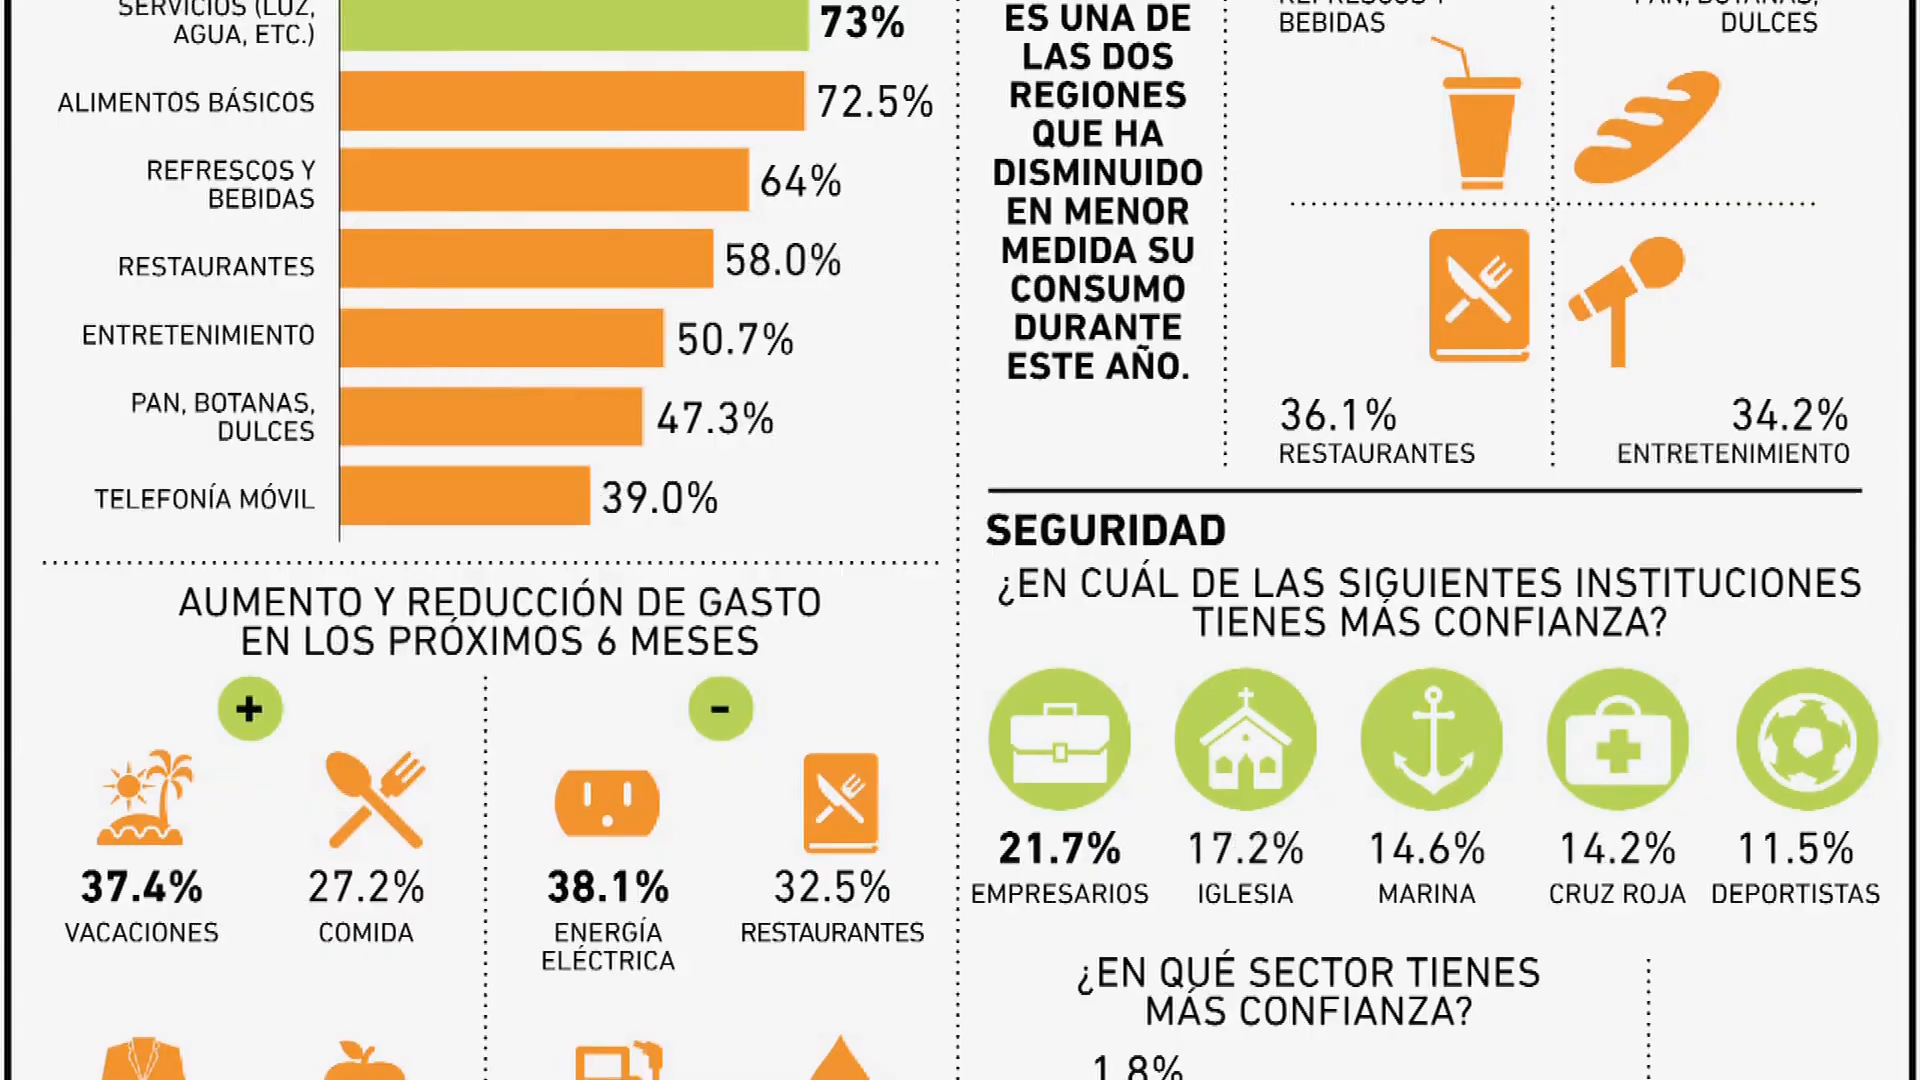 SERVICIOS (LUZ,
AGUA, ETC.)
73%
ALIMENTOS BÁSICOS
72.5%
REFRESCOS Y
BEBIDAS
64%
RESTAURANTES
58.0%
ENTRETENIMIENTO
50.7%
PAN, BOTANAS,
DULCES
47.3%
TELEFONÍA MÓVIL
39.0%
AUMENTO Y REDUCCIÓN DE GASTO
EN LOS PRÓXIMOS 6 MESES
+
-
37.4%
VACACIONES
27.2%
COMIDA
38.1%
ENERGÍA
ELÉCTRICA
32.5%
RESTAURANTES
ES UNA DE
LAS DOS
REGIONES
QUE HA
DISMINUIDO
EN MENOR
MEDIDA SU
CONSUMO
DURANTE
ESTE AÑO.
REFRESCOS Y
BEBIDAS
PAN, BOTANAS,
DULCES
36.1%
RESTAURANTES
34.2%
ENTRETENIMIENTO
SEGURIDAD
¿EN CUÁL DE LAS SIGUIENTES INSTITUCIONES
TIENES MÁS CONFIANZA?
21.7%
EMPRESARIOS
17.2%
IGLESIA
14.6%
MARINA
14.2%
CRUZ ROJA
11.5%
DEPORTISTAS
¿EN QUÉ SECTOR TIENES
MÁS CONFIANZA?
1.8%